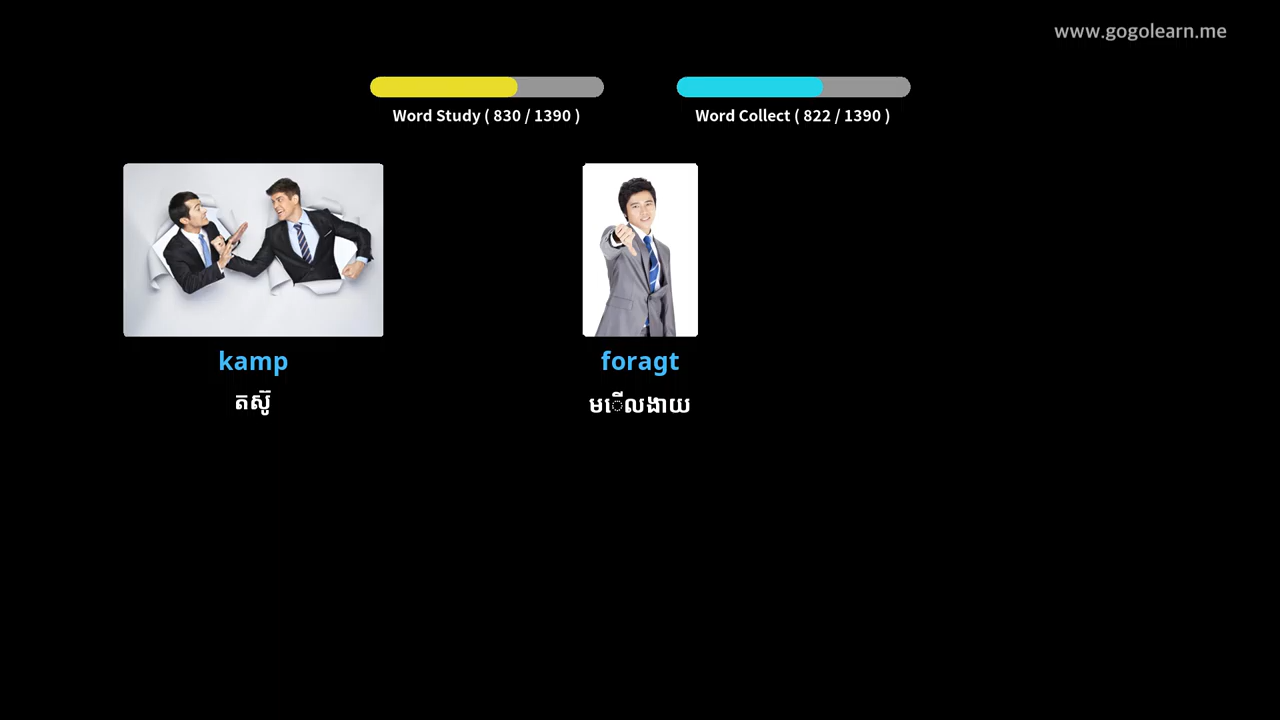 www.gogolearn.me
Word Study ( 830 / 1390 )
Word Collect ( 822 / 1390 )
kamp
foragt
តស៊ូ
មើលងាយ